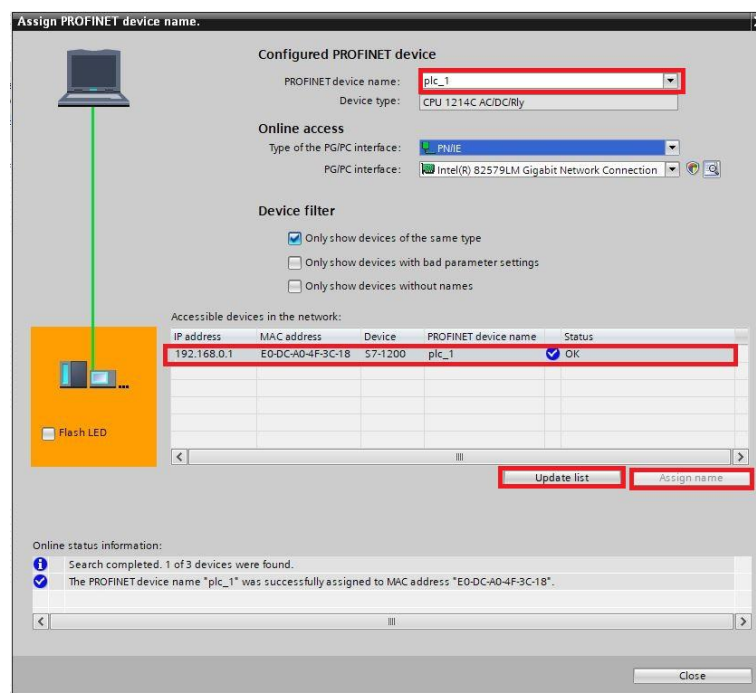 Assign PROFINET device name.
Configured PROFINET device
PROFINET device name: plc_1
Device type: CPU 1214C AC/DC/Rly
Online access
Type of the PG/PC interface: PN/IE
PG/PC interface: Intel(R) 82579LM Gigabit Network Connection
Device filter
Only show devices of the same type
Only show devices with bad parameter settings
Only show devices without names
Accessible devices in the network:
IP address MAC address Device PROFINET device name Status
192.168.0.1 E0-DC-A0-4F-3C-18 S7-1200 plc_1 OK
Flash LED
Update list Assign name
Online status information:
Search completed. 1 of 3 devices were found.
The PROFINET device name "plc_1" was successfully assigned to MAC address "E0-DC-A0-4F-3C-18".
Close